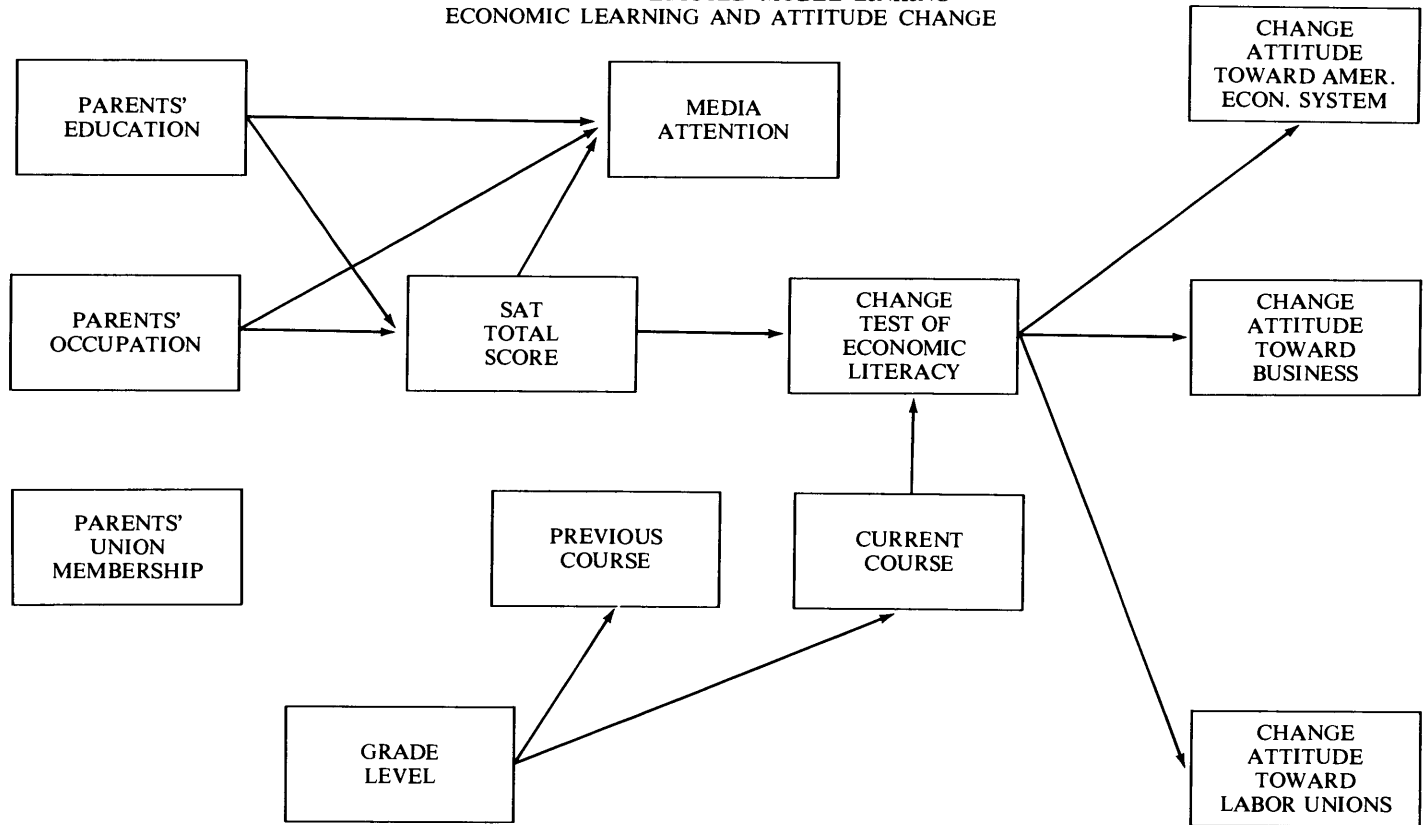 ECONOMIC LEARNING AND ATTITUDE CHANGE
CHANGE
ATTITUDE
TOWARD AMER.
ECON. SYSTEM
PARENTS'
EDUCATION
MEDIA
ATTENTION
PARENTS'
OCCUPATION
SAT
TOTAL
SCORE
CHANGE
TEST OF
ECONOMIC
LITERACY
CHANGE
ATTITUDE
TOWARD
BUSINESS
PARENTS'
UNION
MEMBERSHIP
PREVIOUS
COURSE
CURRENT
COURSE
GRADE
LEVEL
CHANGE
ATTITUDE
TOWARD
LABOR UNIONS